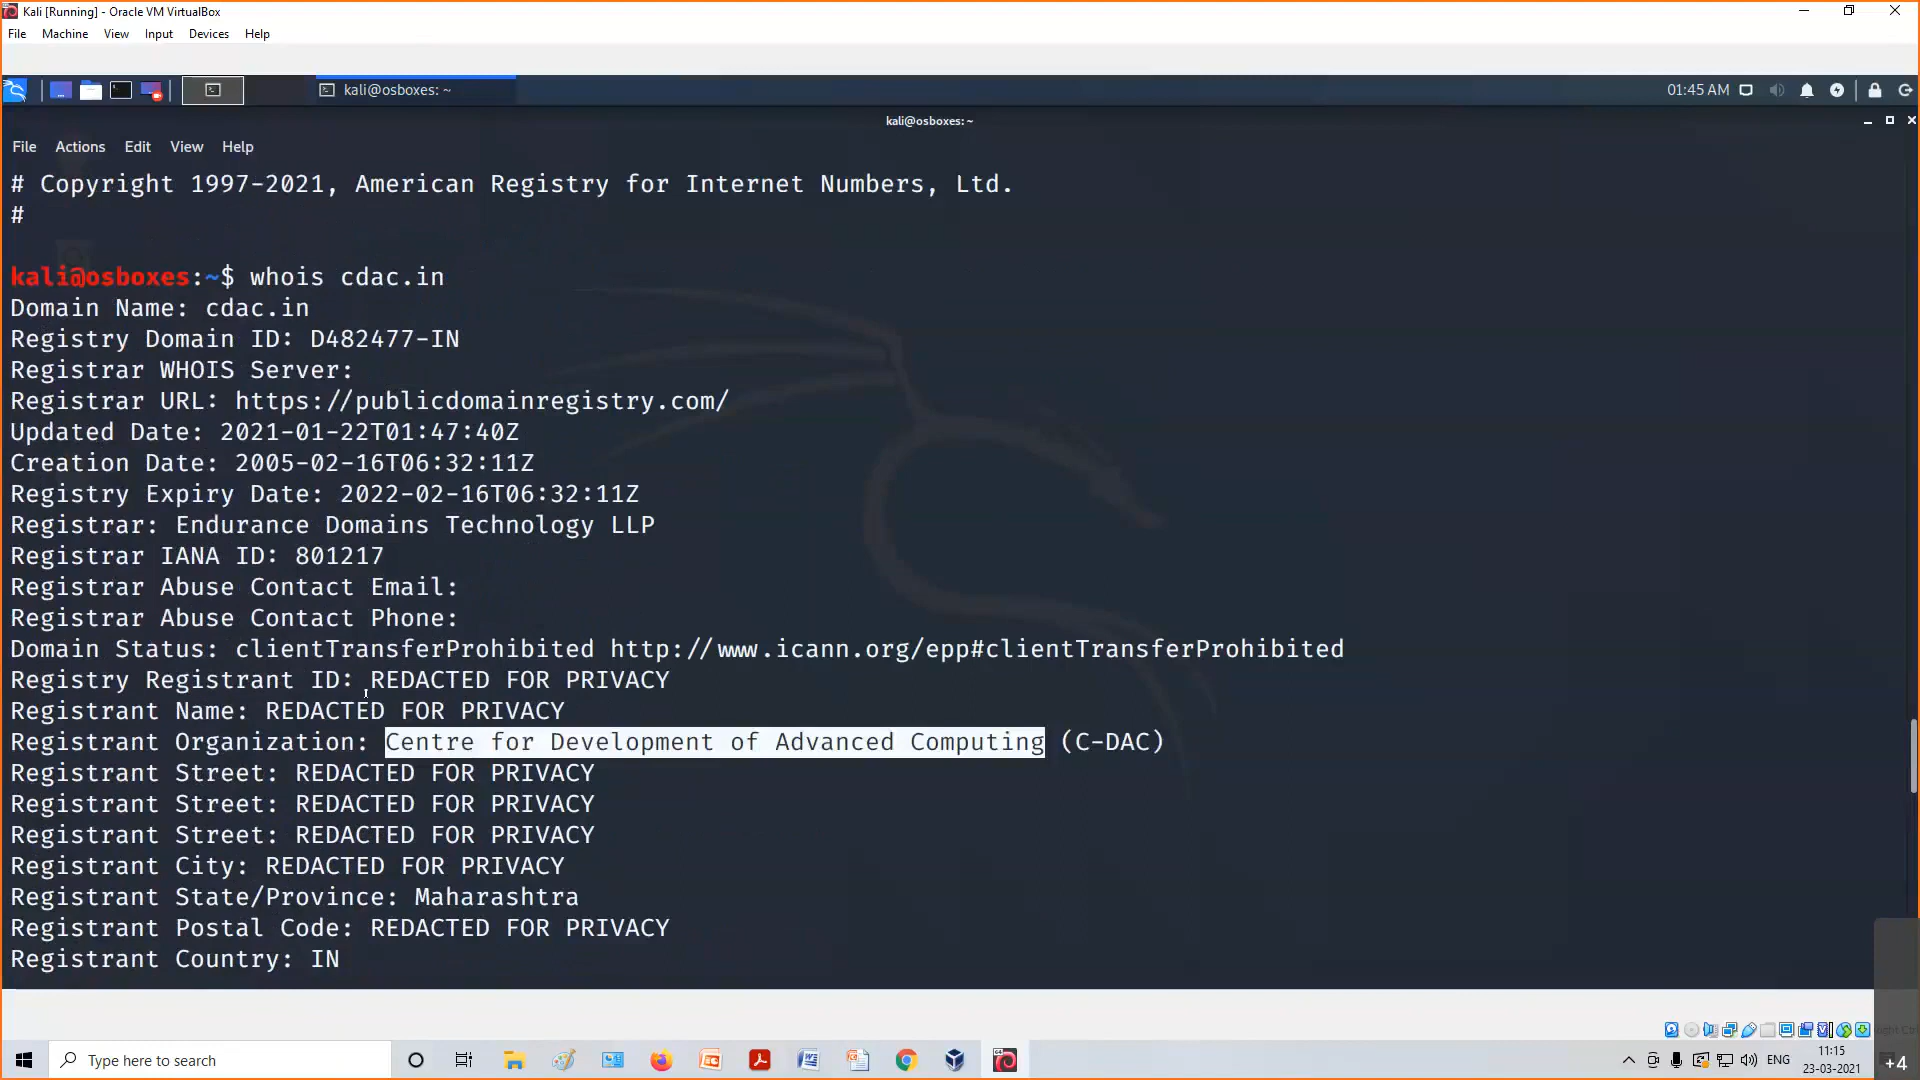 Kali [Running] - Oracle VM VirtualBox
File Machine View Input Devices Help
kali@osboxes: ~
01:45 AM
kali@osboxes: ~
File Actions Edit View Help
# Copyright 1997-2021, American Registry for Internet Numbers, Ltd.
#
kali@osboxes:~$ whois cdac.in
Domain Name: cdac.in
Registry Domain ID: D482477-IN
Registrar WHOIS Server:
Registrar URL: https://publicdomainregistry.com/
Updated Date: 2021-01-22T01:47:40Z
Creation Date: 2005-02-16T06:32:11Z
Registry Expiry Date: 2022-02-16T06:32:11Z
Registrar: Endurance Domains Technology LLP
Registrar IANA ID: 801217
Registrar Abuse Contact Email:
Registrar Abuse Contact Phone:
Domain Status: clientTransferProhibited http://www.icann.org/epp#clientTransferProhibited
Registry Registrant ID: REDACTED FOR PRIVACY
Registrant Name: REDACTED FOR PRIVACY
Registrant Organization: Centre for Development of Advanced Computing (C-DAC)
Registrant Street: REDACTED FOR PRIVACY
Registrant Street: REDACTED FOR PRIVACY
Registrant Street: REDACTED FOR PRIVACY
Registrant City: REDACTED FOR PRIVACY
Registrant State/Province: Maharashtra
Registrant Postal Code: REDACTED FOR PRIVACY
Registrant Country: IN
Type here to search
ENG
11:15
23-03-2021
+4